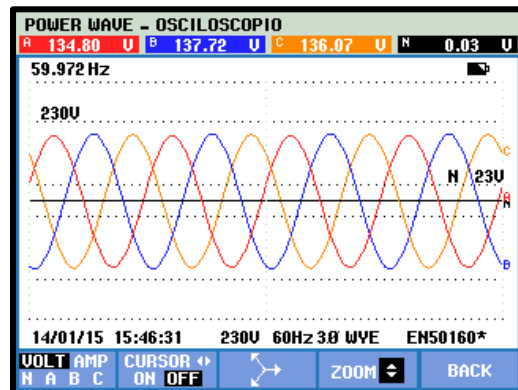 POWER WAVE - OSCILOSCOPIO
A 134.80 V B 137.72 V C 136.07 V N 0.03 V
59.972 Hz
230V
C
N 23V
A
N
B
14/01/15 15:46:31 230V 60Hz 3Ø WYE EN50160*
VOLT AMP CURSOR ZOOM BACK
N A B C ON OFF